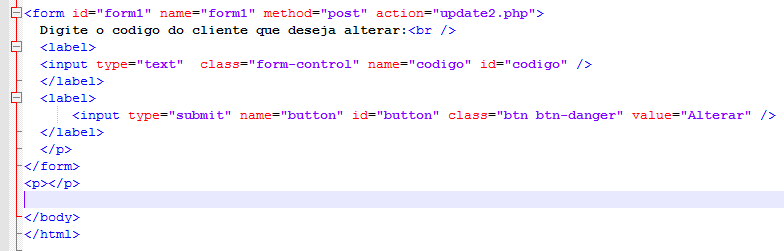 <form id="form1" name="form1" method="post" action="update2.php">
Digite o codigo do cliente que deseja alterar:<br />
<label>
<input type="text"  class="form-control" name="codigo" id="codigo" />
</label>
<label>
<input type="submit" name="button" id="button" class="btn btn-danger" value="Alterar" />
</label>
</p>
</form>
<p></p>
</body>
</html>